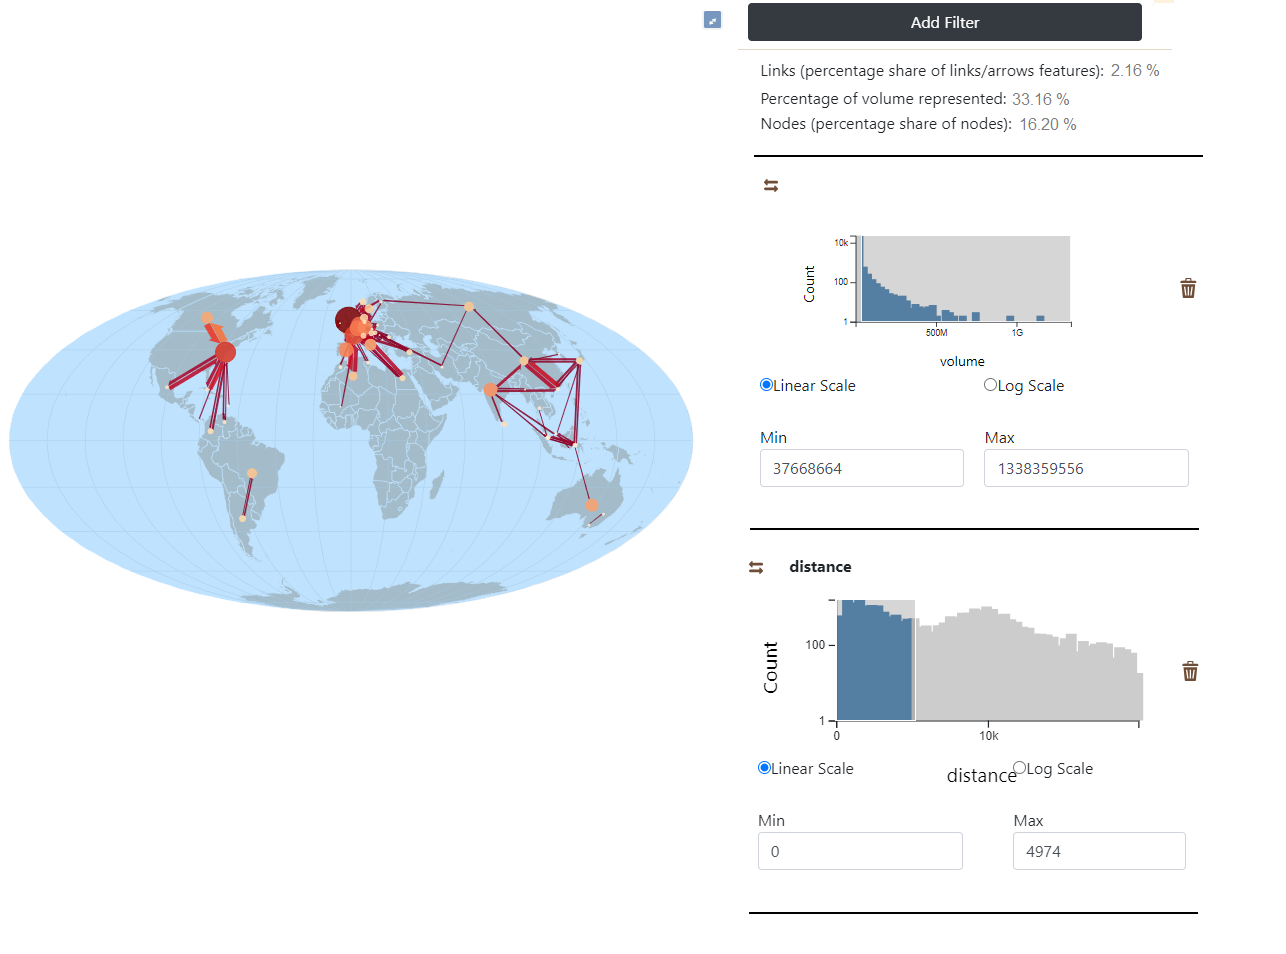 Add Filter
Links (percentage share of links/arrows features): 2.16 %
Percentage of volume represented: 33.16 %
Nodes (percentage share of nodes): 16.20 %
10k
100
1
Count
500M 1G
volume
Linear Scale Log Scale
Min Max
37668664 1338359556
distance
100
1
Count
0 10k
distance
Linear Scale Log Scale
Min Max
0 4974